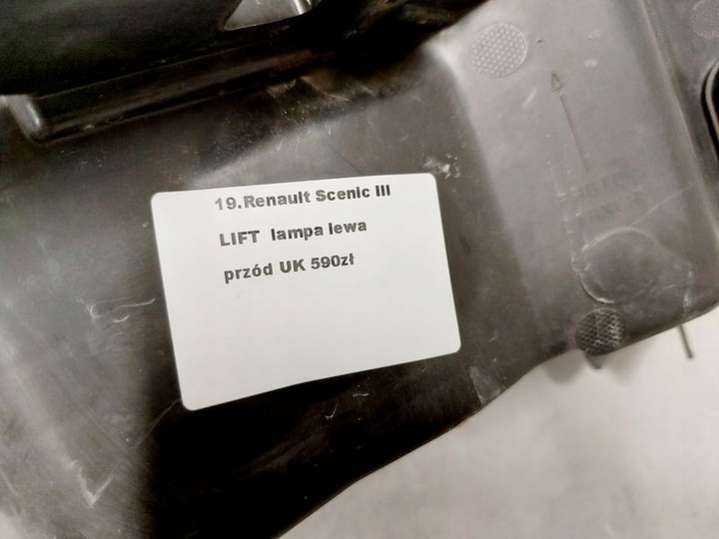 19.Renault Scenic III
LIFT lampa lewa
przód UK 590zł